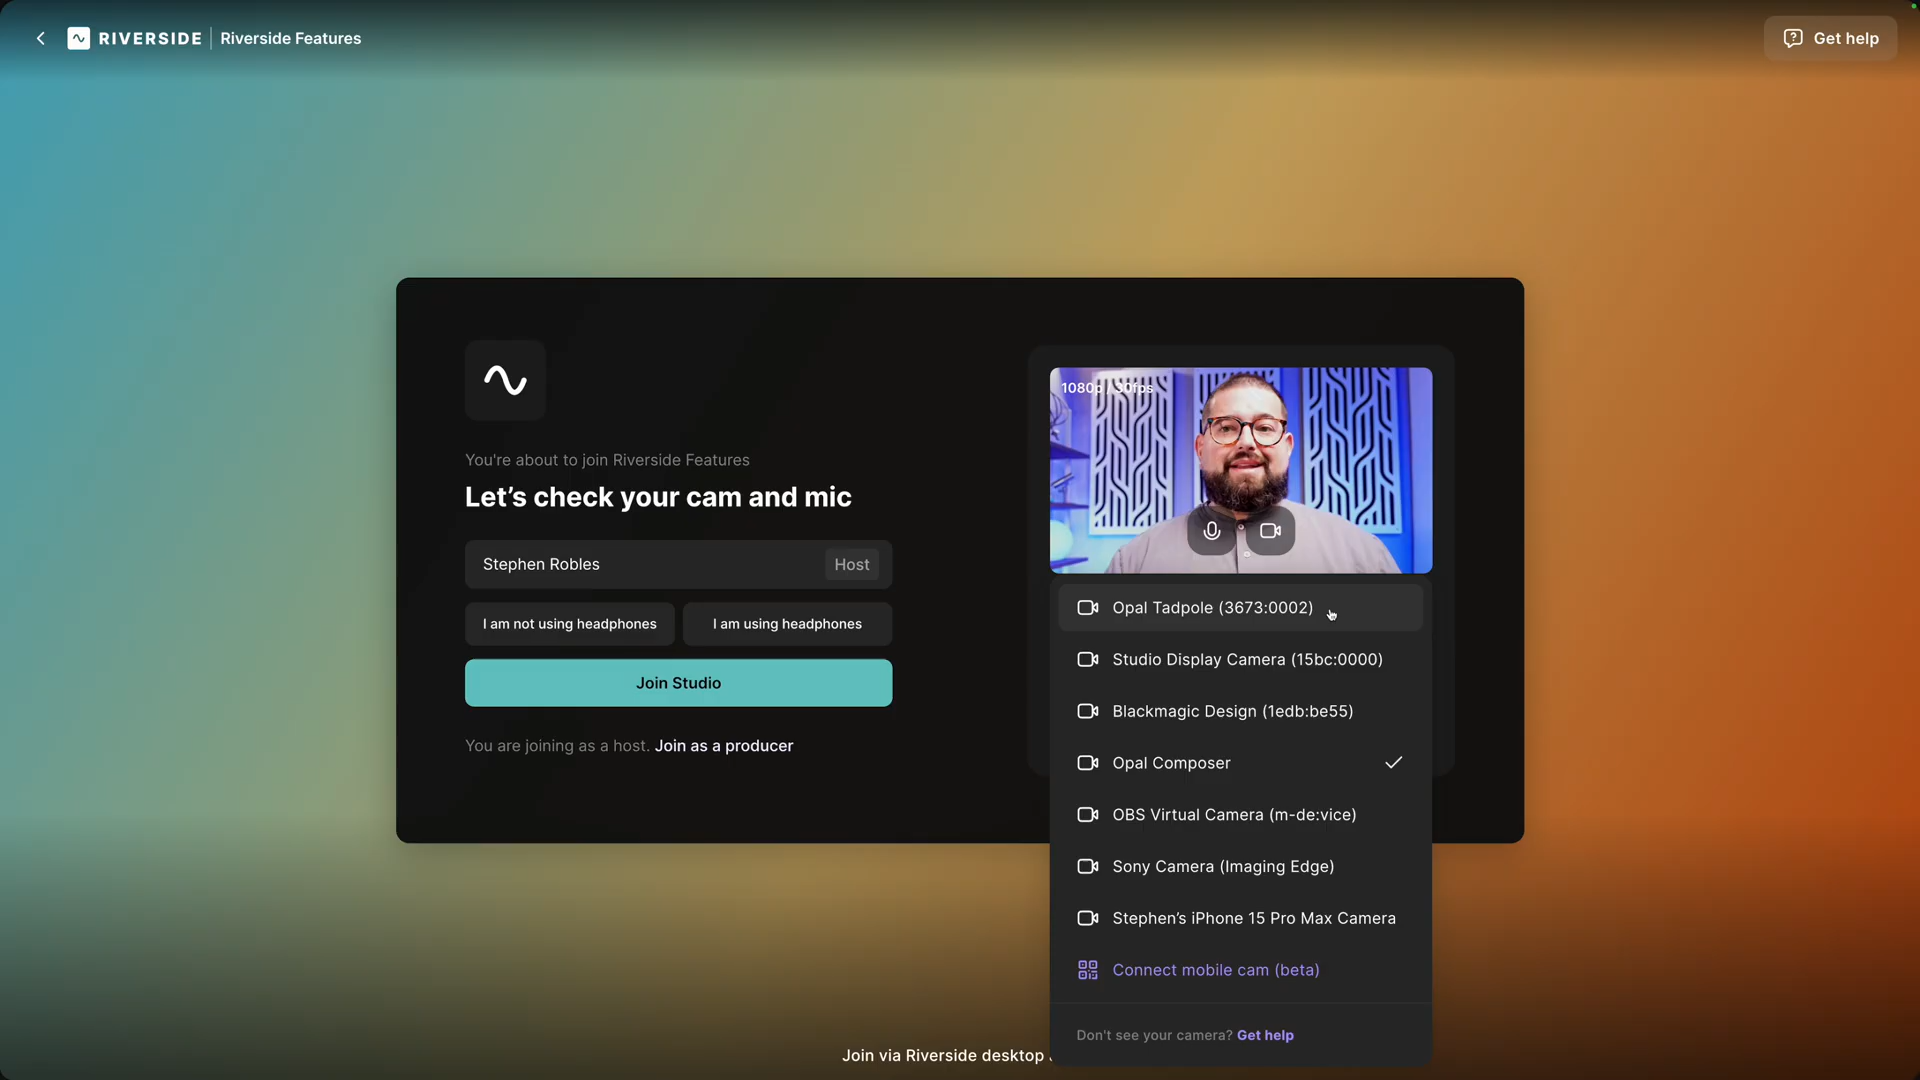 RIVERSIDE
Riverside Features
Get help
You're about to join Riverside Features
Let's check your cam and mic
Stephen Robles
Host
I am not using headphones
I am using headphones
Join Studio
You are joining as a host. Join as a producer
1080p / 30fps
Opal Tadpole (3673:0002)
Studio Display Camera (15bc:0000)
Blackmagic Design (1edb:be55)
Opal Composer
OBS Virtual Camera (m-de:vice)
Sony Camera (Imaging Edge)
Stephen’s iPhone 15 Pro Max Camera
Connect mobile cam (beta)
Don't see your camera? Get help
Join via Riverside desktop